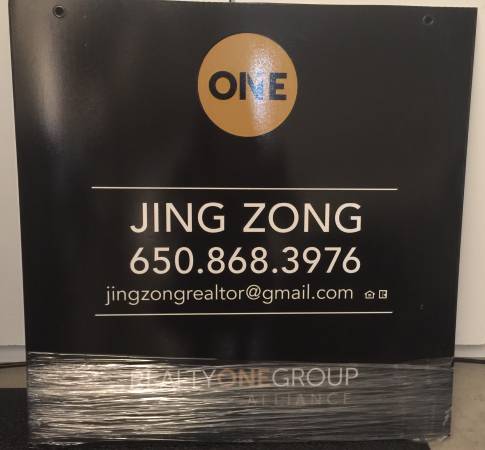 ONE
JING ZONG
650.868.3976
jingzongrealtor@gmail.com
REALTYONEGROUP
ALLIANCE